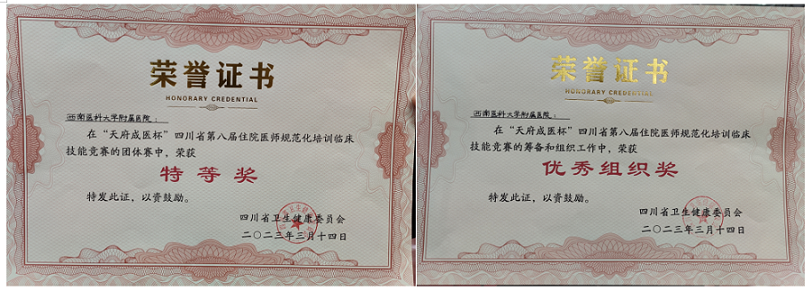 荣誉证书
HONORARY CREDENTIAL
西南医科大学附属医院：
在“天府成医杯”四川省第八届住院医师规范化培训临床
技能竞赛的团体赛中，荣获
特等奖
特发此证，以资鼓励。
四川省卫生健康委员会
二〇二三年三月十四日
荣誉证书
HONORARY CREDENTIAL
西南医科大学附属医院：
在“天府成医杯”四川省第八届住院医师规范化培训临床
技能竞赛的筹备和组织工作中，荣获
优秀组织奖
特发此证，以资鼓励。
四川省卫生健康委员会
二〇二三年三月十四日